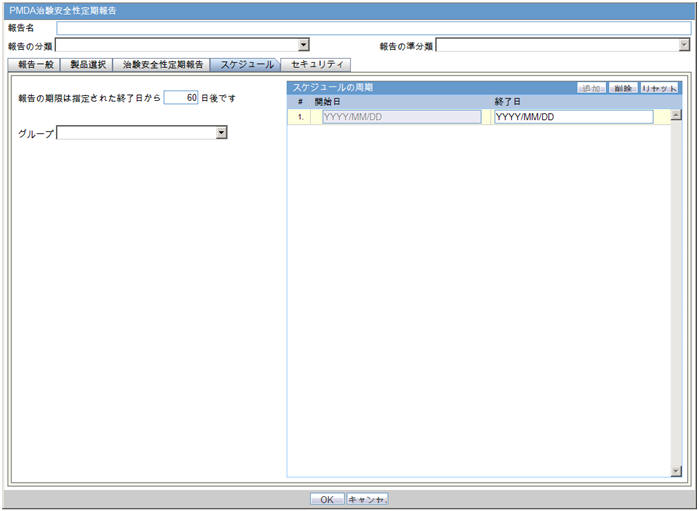 PMDA治験安全性定期報告
報告名
報告の分類 報告の準分類
報告一般 製品選択 治験安全性定期報告 スケジュール セキュリティ
スケジュールの周期 追加 削除 リセット
報告の期限は指定された終了日から 60 日後です
# 開始日 終了日
1. YYYY/MM/DD YYYY/MM/DD
グループ
OK キャンセ.